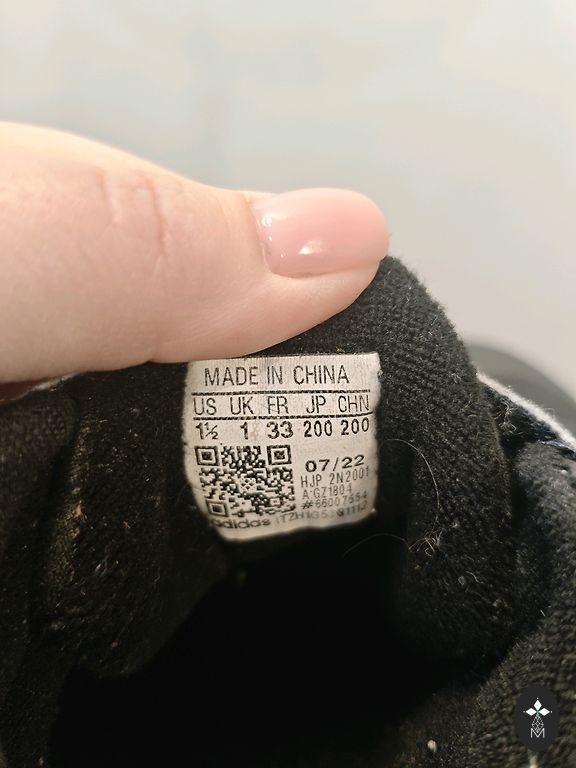 MADE IN CHINA
US UK FR JP CHN
1½ 1 33 200 200
07/22
HJP 2N2001
A·GZ1804
#66007554
adidas
M